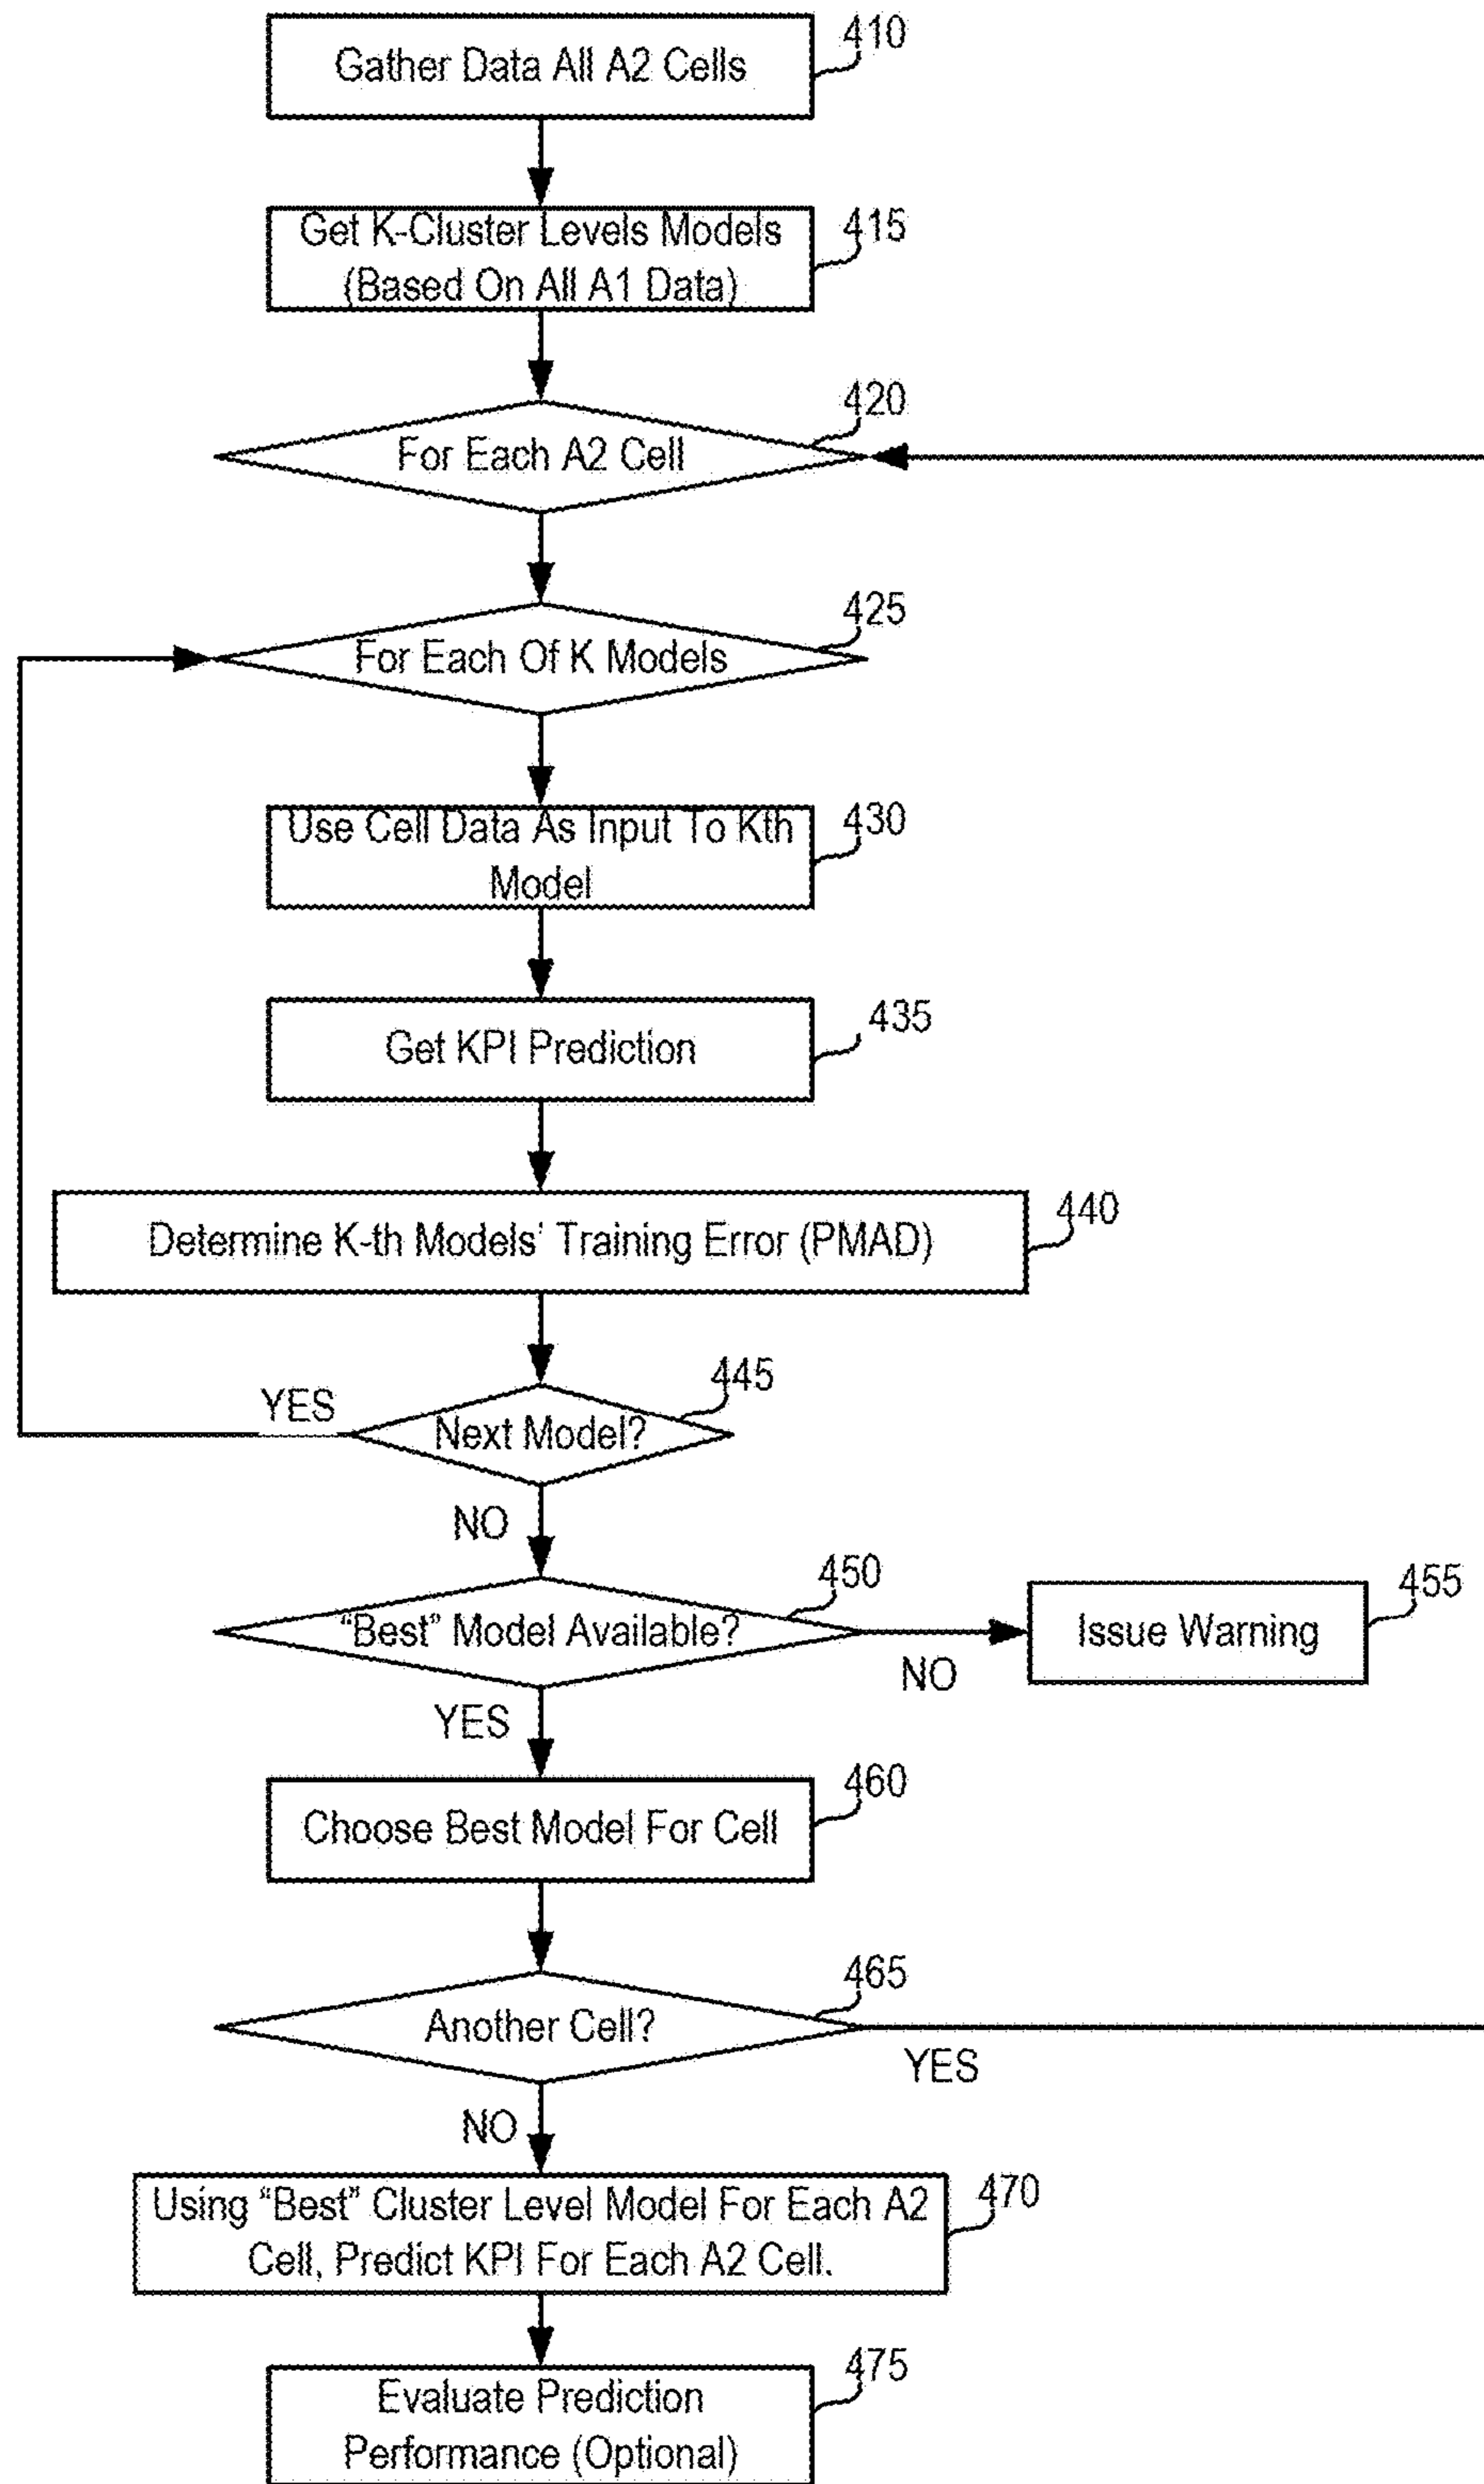 Gather Data All A2 Cells
410
Get K-Cluster Levels Models
(Based On All A1 Data)
415
For Each A2 Cell
420
For Each Of K Models
425
Use Cell Data As Input To Kth
Model
430
Get KPI Prediction
435
Determine K-th Models' Training Error (PMAD)
440
Next Model?
445
YES
NO
"Best" Model Available?
450
NO
Issue Warning
455
YES
Choose Best Model For Cell
460
Another Cell?
465
YES
NO
Using "Best" Cluster Level Model For Each A2
Cell, Predict KPI For Each A2 Cell.
470
Evaluate Prediction
Performance (Optional)
475